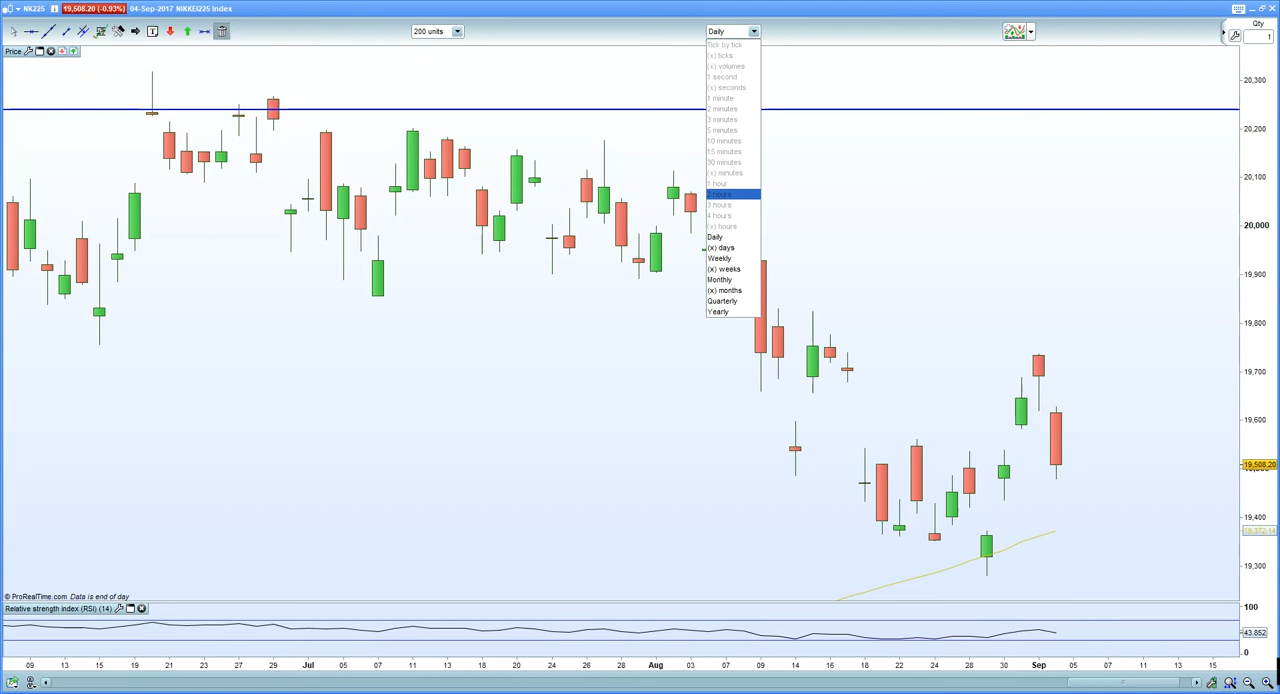 NK225 19,508.20 (-0.93%) 04-Sep-2017 NIKKEI225 Index
200 units
Daily
Qty
1
Price
Tick by tick
(x) ticks
(x) volumes
1 second
(x) seconds
1 minute
2 minutes
3 minutes
5 minutes
10 minutes
15 minutes
30 minutes
(x) minutes
1 hour
2 hours
3 hours
4 hours
(x) hours
Daily
(x) days
Weekly
(x) weeks
Monthly
(x) months
Quarterly
Yearly
20,300
20,200
20,100
20,000
19,900
19,800
19,700
19,600
19,508.20
19,400
19,372.14
19,300
© ProRealTime.com Data is end of day
Relative strength index (RSI) (14)
100
43.852
0
09 13 15 19 21 23 27 29 Jul 05 07 11 13 17 20 24 26 28 Aug 03 09 14 16 18 22 24 28 30 Sep 05 07 11 13 15